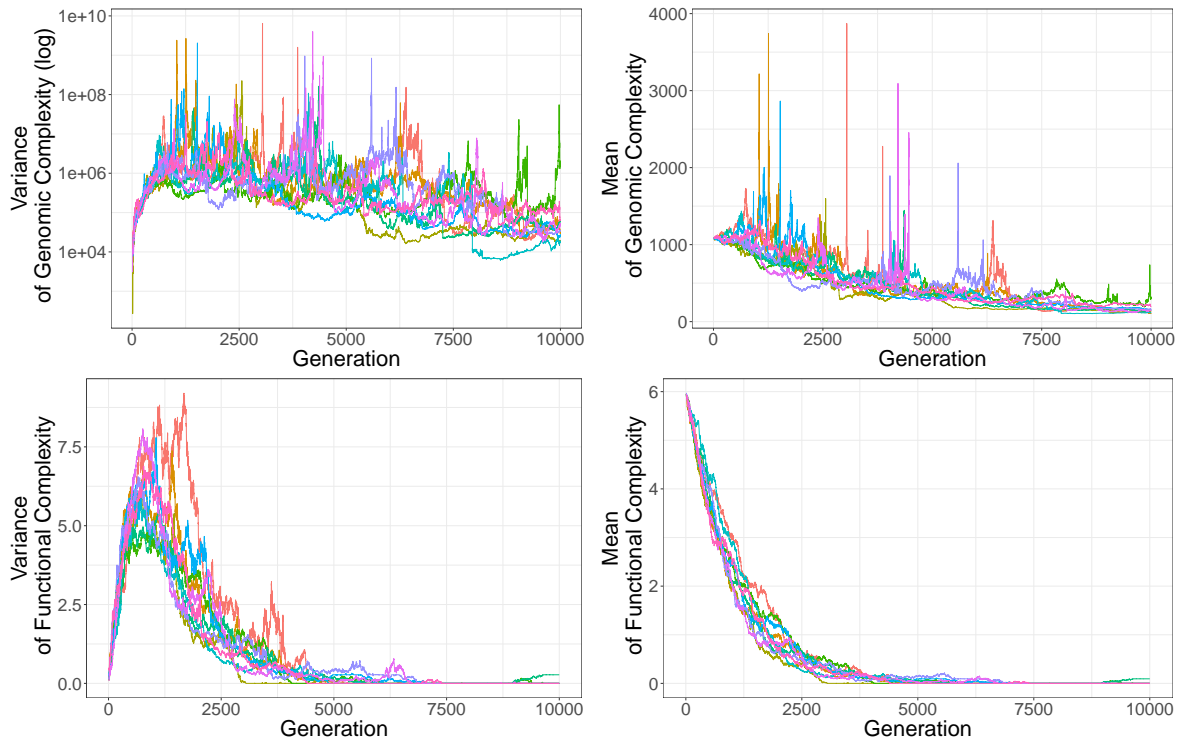 Variance
of Genomic Complexity (log)
1e+10
1e+08
1e+06
1e+04
0 2500 5000 7500 10000
Generation
Mean
of Genomic Complexity
4000
3000
2000
1000
0
0 2500 5000 7500 10000
Generation
Variance
of Functional Complexity
7.5
5.0
2.5
0.0
0 2500 5000 7500 10000
Generation
Mean
of Functional Complexity
6
4
2
0
0 2500 5000 7500 10000
Generation